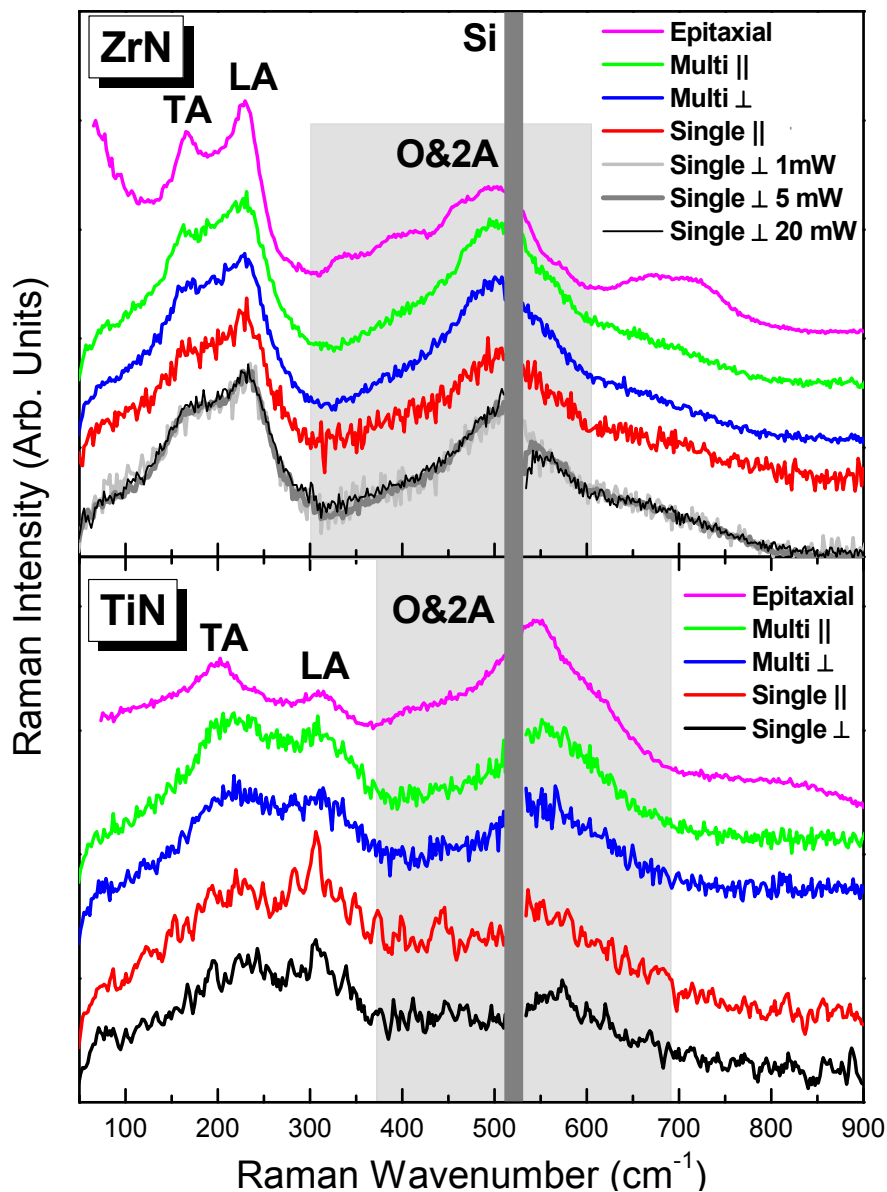 ZrN
Si
Epitaxial
Multi ||
Multi ⊥
Single ||
Single ⊥ 1mW
Single ⊥ 5 mW
Single ⊥ 20 mW
TA
LA
O&2A
TiN
O&2A
Epitaxial
Multi ||
Multi ⊥
Single ||
Single ⊥
TA
LA
Raman Intensity (Arb. Units)
100 200 300 400 500 600 700 800 900
Raman Wavenumber (cm⁻¹)